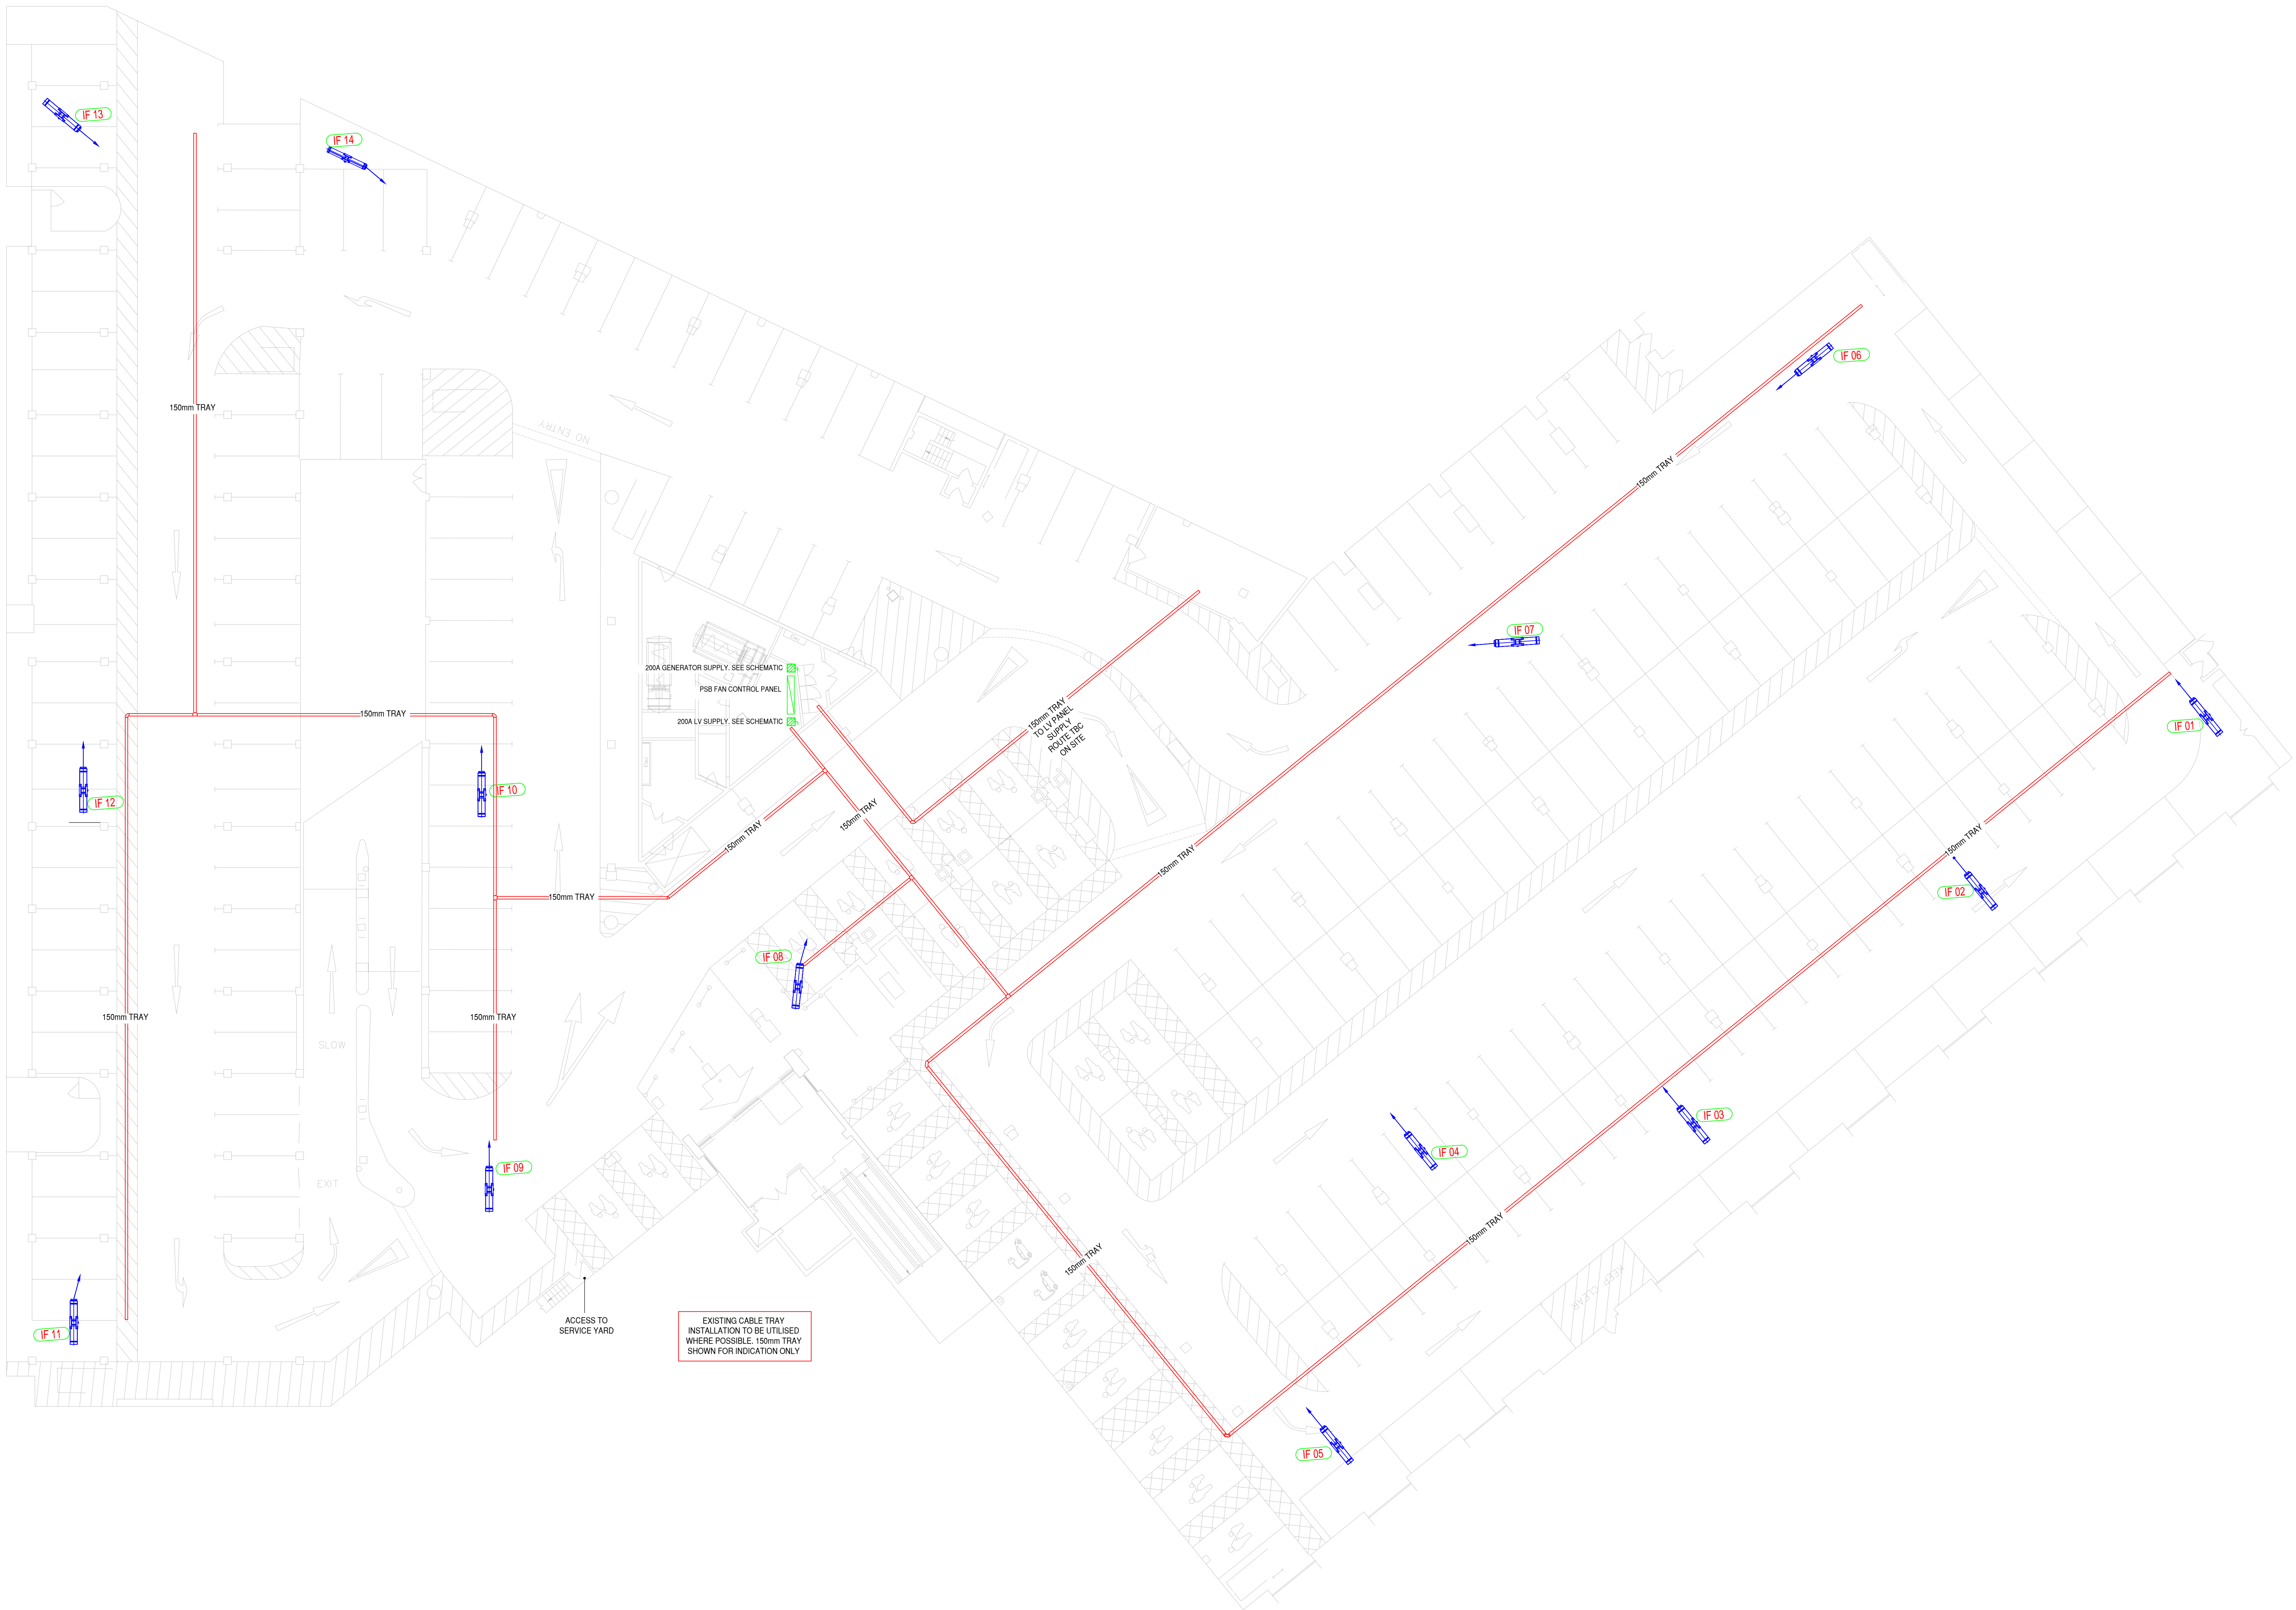 IF 13
IF 14
IF 06
150mm TRAY
NO ENTRY
150mm TRAY
IF 07
200A GENERATOR SUPPLY. SEE SCHEMATIC
PSB FAN CONTROL PANEL
200A LV SUPPLY. SEE SCHEMATIC
150mm TRAY
TO LV PANEL
SUPPLY
ROUTE TBC
ON SITE
150mm TRAY
IF 01
IF 12
IF 10
150mm TRAY
150mm TRAY
150mm TRAY
150mm TRAY
IF 02
150mm TRAY
IF 08
150mm TRAY
150mm TRAY
SLOW
IF 03
IF 04
IF 09
EXIT
150mm TRAY
150mm TRAY
KEEP CLEAR
IF 11
ACCESS TO
SERVICE YARD
EXISTING CABLE TRAY
INSTALLATION TO BE UTILISED
WHERE POSSIBLE. 150mm TRAY
SHOWN FOR INDICATION ONLY
IF 05